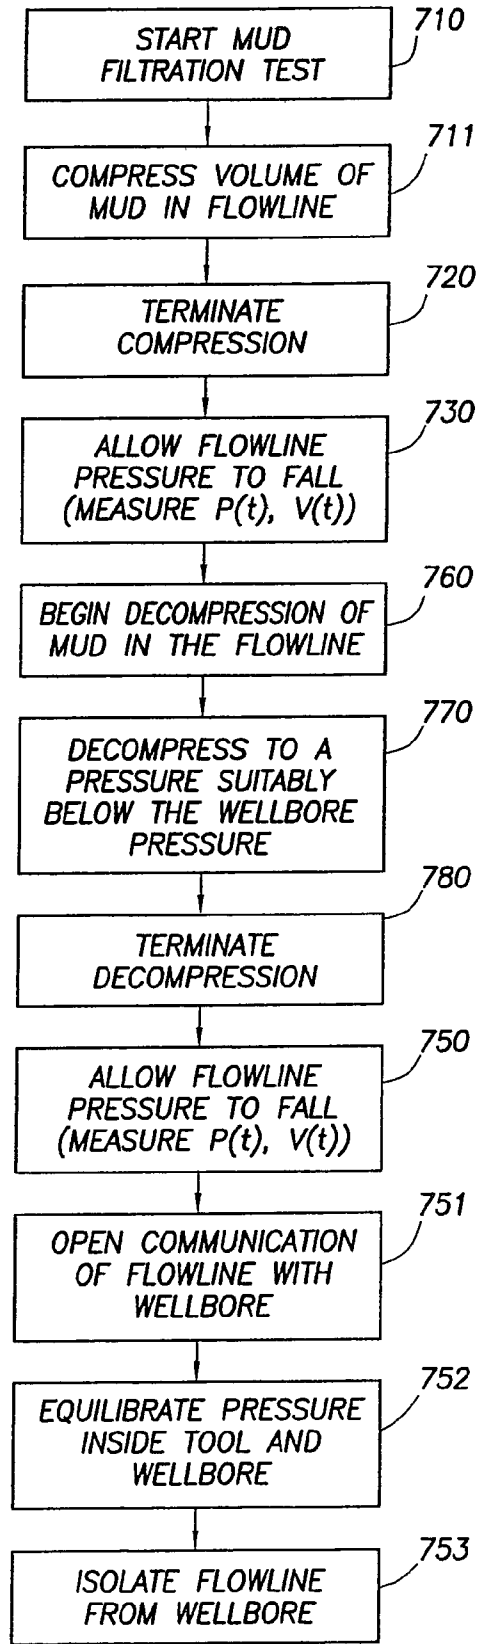 START MUD
FILTRATION TEST
710
COMPRESS VOLUME OF
MUD IN FLOWLINE
711
TERMINATE
COMPRESSION
720
ALLOW FLOWLINE
PRESSURE TO FALL
(MEASURE P(t), V(t))
730
BEGIN DECOMPRESSION OF
MUD IN THE FLOWLINE
760
DECOMPRESS TO A
PRESSURE SUITABLY
BELOW THE WELLBORE
PRESSURE
770
TERMINATE
DECOMPRESSION
780
ALLOW FLOWLINE
PRESSURE TO FALL
(MEASURE P(t), V(t))
750
OPEN COMMUNICATION
OF FLOWLINE WITH
WELLBORE
751
EQUILIBRATE PRESSURE
INSIDE TOOL AND
WELLBORE
752
ISOLATE FLOWLINE
FROM WELLBORE
753